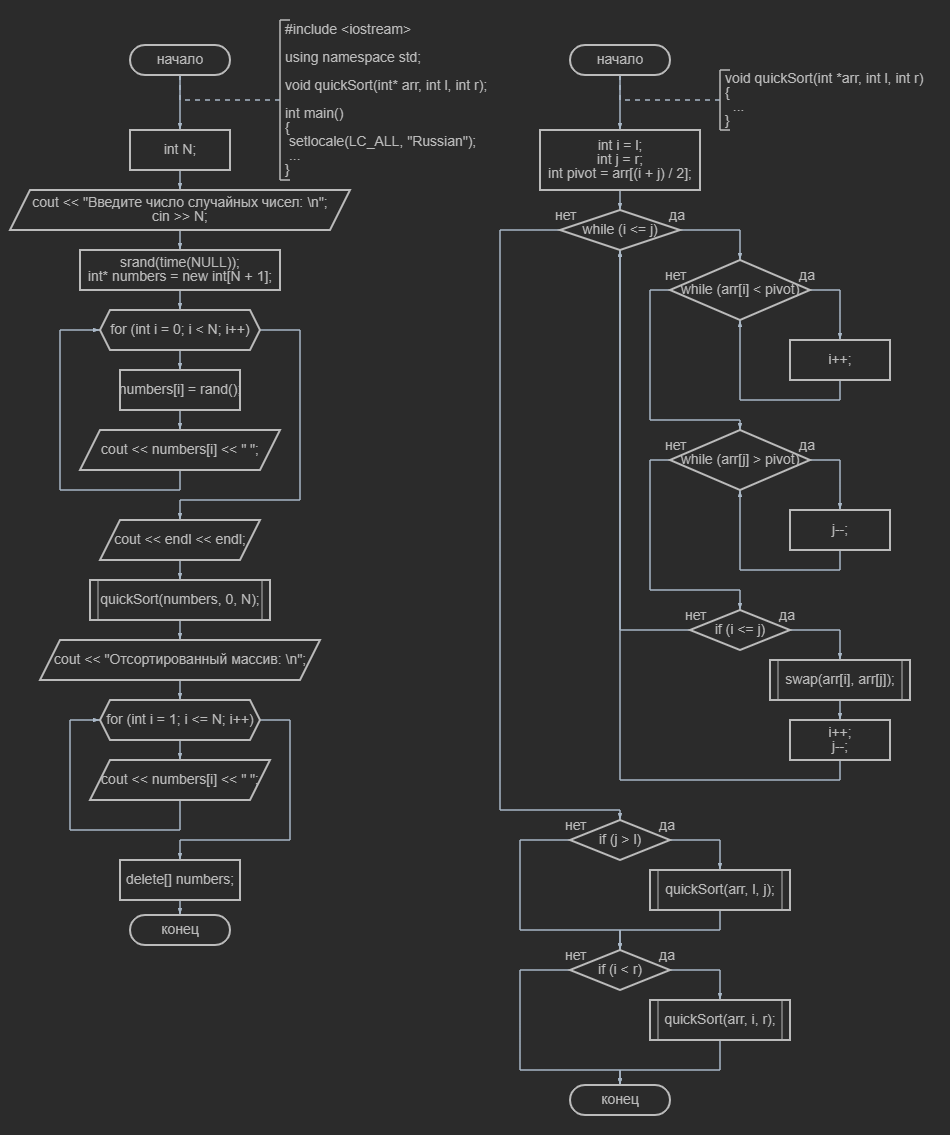 начало
#include <iostream>
using namespace std;
void quickSort(int* arr, int l, int r);
int main()
{
setlocale(LC_ALL, "Russian");
...
}
int N;
cout << "Введите число случайных чисел: \n";
cin >> N;
srand(time(NULL));
int* numbers = new int[N + 1];
for (int i = 0; i < N; i++)
numbers[i] = rand();
cout << numbers[i] << " ";
cout << endl << endl;
quickSort(numbers, 0, N);
cout << "Отсортированный массив: \n";
for (int i = 1; i <= N; i++)
cout << numbers[i] << " ";
delete[] numbers;
конец
начало
void quickSort(int *arr, int l, int r)
{
...
}
int i = l;
int j = r;
int pivot = arr[(i + j) / 2];
нет
да
while (i <= j)
нет
да
while (arr[i] < pivot)
i++;
нет
да
while (arr[j] > pivot)
j--;
нет
да
if (i <= j)
swap(arr[i], arr[j]);
i++;
j--;
нет
да
if (j > l)
quickSort(arr, l, j);
нет
да
if (i < r)
quickSort(arr, i, r);
конец